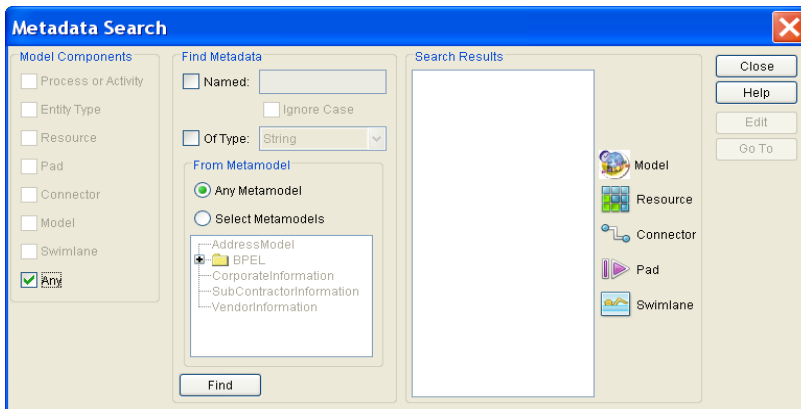 Metadata Search
Model Components
Process or Activity
Entity Type
Resource
Pad
Connector
Model
Swimlane
Any
Find Metadata
Named:
Ignore Case
Of Type: String
From Metamodel
Any Metamodel
Select Metamodels
AddressModel
BPEL
CorporateInformation
SubContractorInformation
VendorInformation
Find
Search Results
Model
Resource
Connector
Pad
Swimlane
Close
Help
Edit
Go To